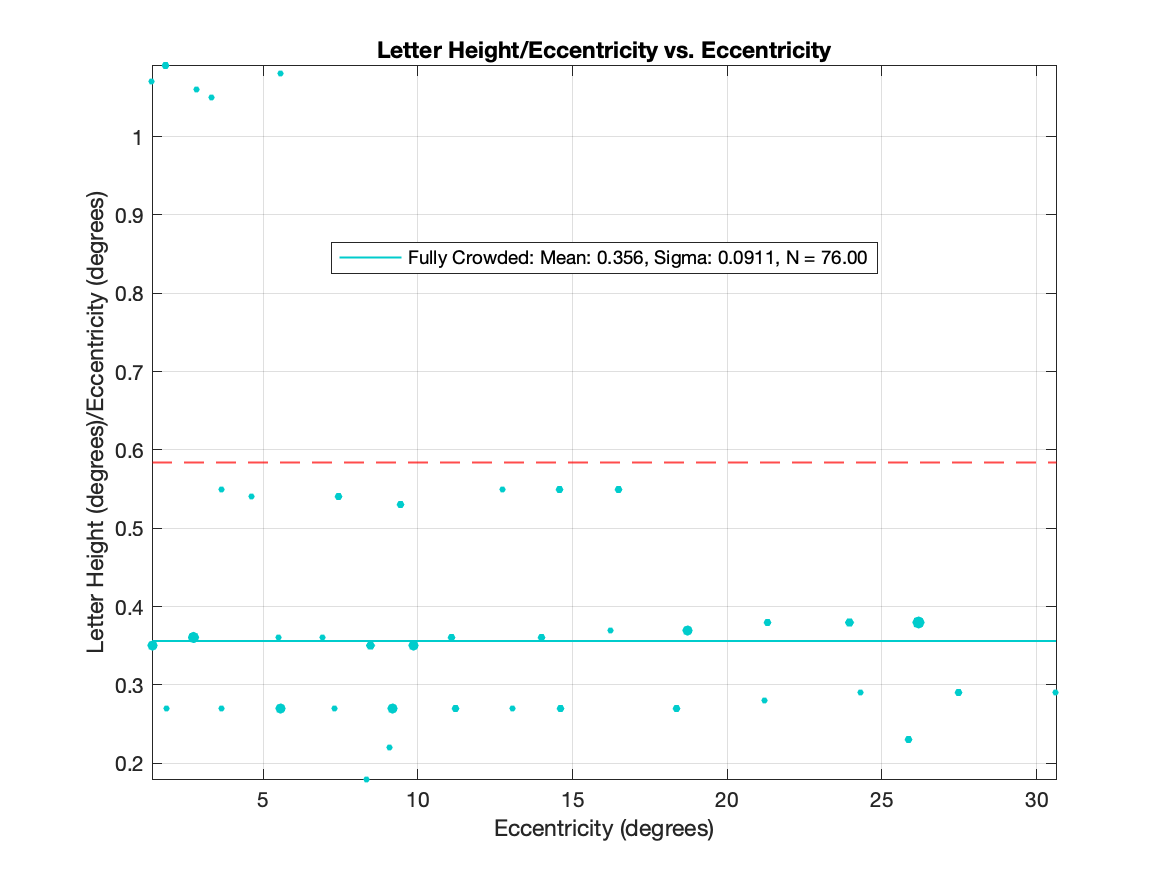 Letter Height/Eccentricity vs. Eccentricity
1
0.9
Fully Crowded: Mean: 0.356, Sigma: 0.0911, N = 76.00
0.8
0.7
0.6
0.5
0.4
0.3
0.2
Letter Height (degrees)/Eccentricity (degrees)
5 10 15 20 25 30
Eccentricity (degrees)